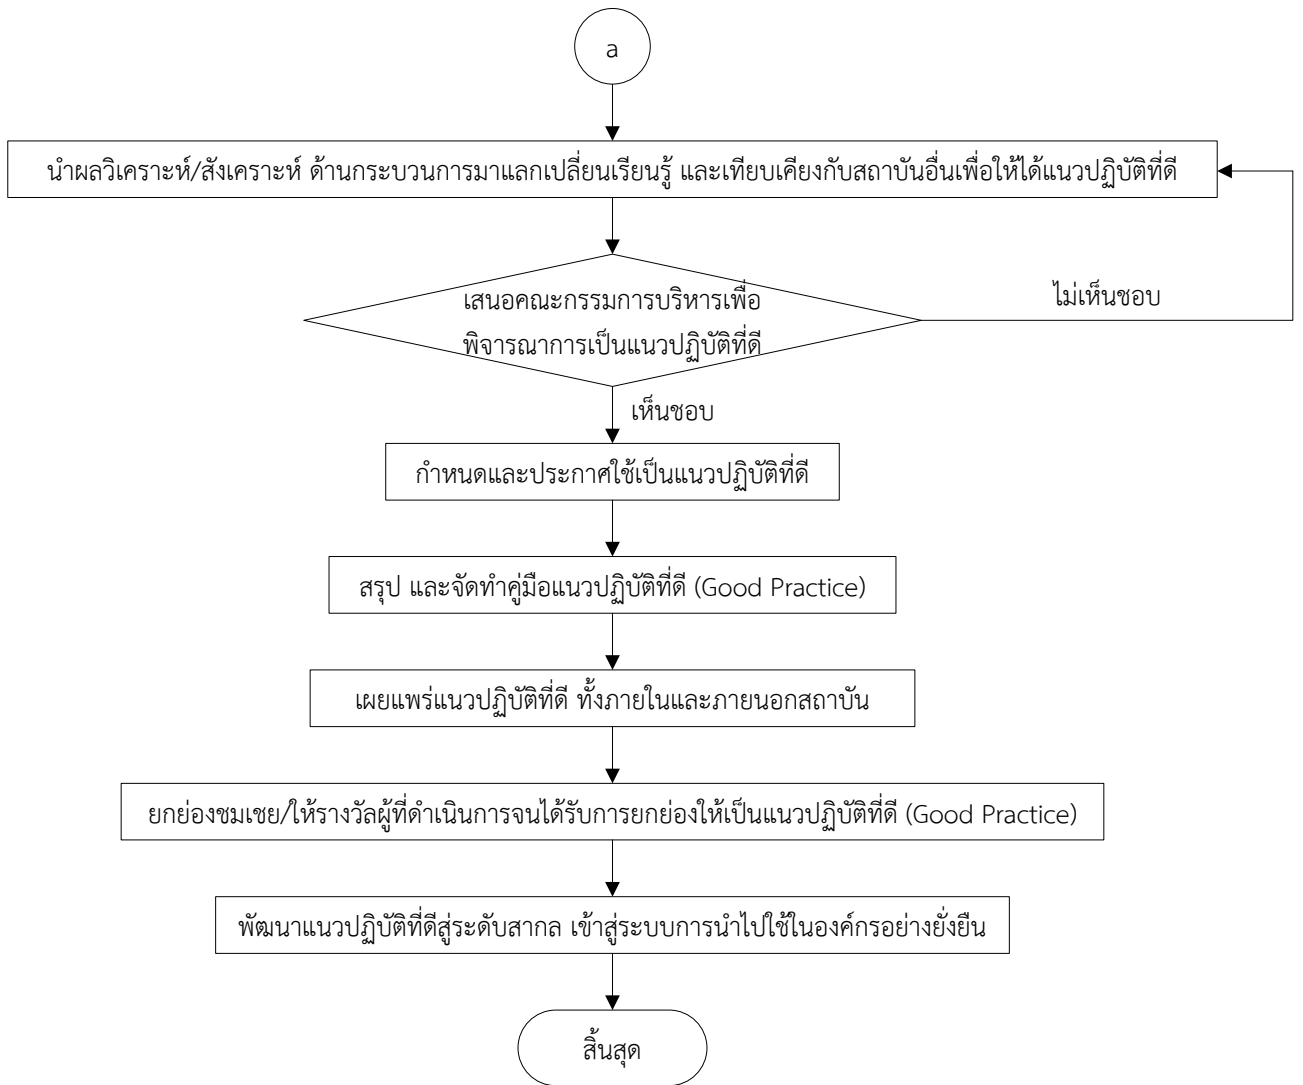 a
นำผลวิเคราะห์/สังเคราะห์ ด้านกระบวนการมาแลกเปลี่ยนเรียนรู้ และเทียบเคียงกับสถาบันอื่นเพื่อให้ได้แนวปฏิบัติที่ดี
เสนอคณะกรรมการบริหารเพื่อ
พิจารณาการเป็นแนวปฏิบัติที่ดี
ไม่เห็นชอบ
เห็นชอบ
กำหนดและประกาศใช้เป็นแนวปฏิบัติที่ดี
สรุป และจัดทำคู่มือแนวปฏิบัติที่ดี (Good Practice)
เผยแพร่แนวปฏิบัติที่ดี ทั้งภายในและภายนอกสถาบัน
ยกย่องชมเชย/ให้รางวัลผู้ที่ดำเนินการจนได้รับการยกย่องให้เป็นแนวปฏิบัติที่ดี (Good Practice)
พัฒนาแนวปฏิบัติที่ดีสู่ระดับสากล เข้าสู่ระบบการนำไปใช้ในองค์กรอย่างยั่งยืน
สิ้นสุด